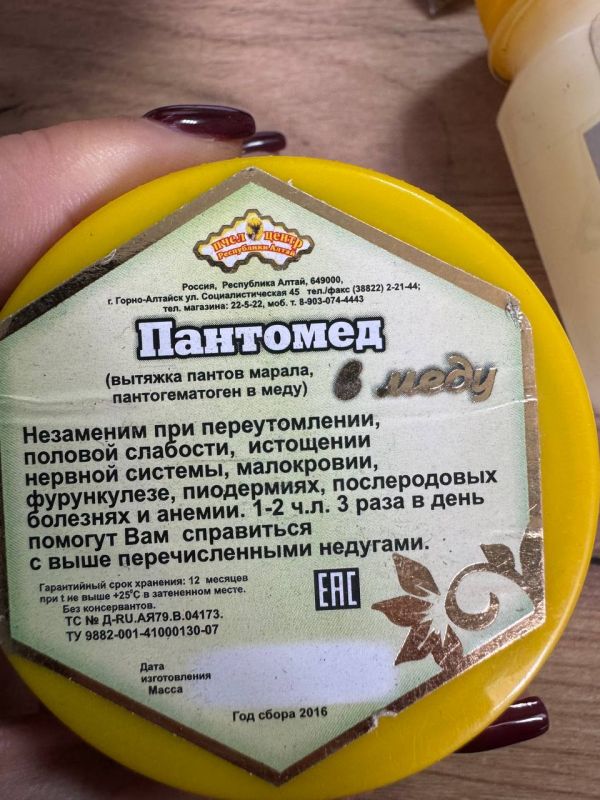 ПЧЕЛОЦЕНТР
Республики Алтай
Россия, Республика Алтай, 649000,
г. Горно-Алтайск ул. Социалистическая 45 тел./факс (38822) 2-21-44;
тел. магазина: 22-5-22, моб. т. 8-903-074-4443
Пантомед
в меду
(вытяжка пантов марала,
пантогематоген в меду)
Незаменим при переутомлении,
половой слабости, истощении
нервной системы, малокровии,
фурункулезе, пиодермиях, послеродовых
болезнях и анемии. 1-2 ч.л. 3 раза в день
помогут Вам справиться
с выше перечисленными недугами.
Гарантийный срок хранения: 12 месяцев
при t не выше +25°C в затененном месте.
Без консервантов.
ТС № Д-RU.АЯ79.В.04173.
ТУ 9882-001-41000130-07
EAC
Дата
изготовления
Масса
Год сбора 2016